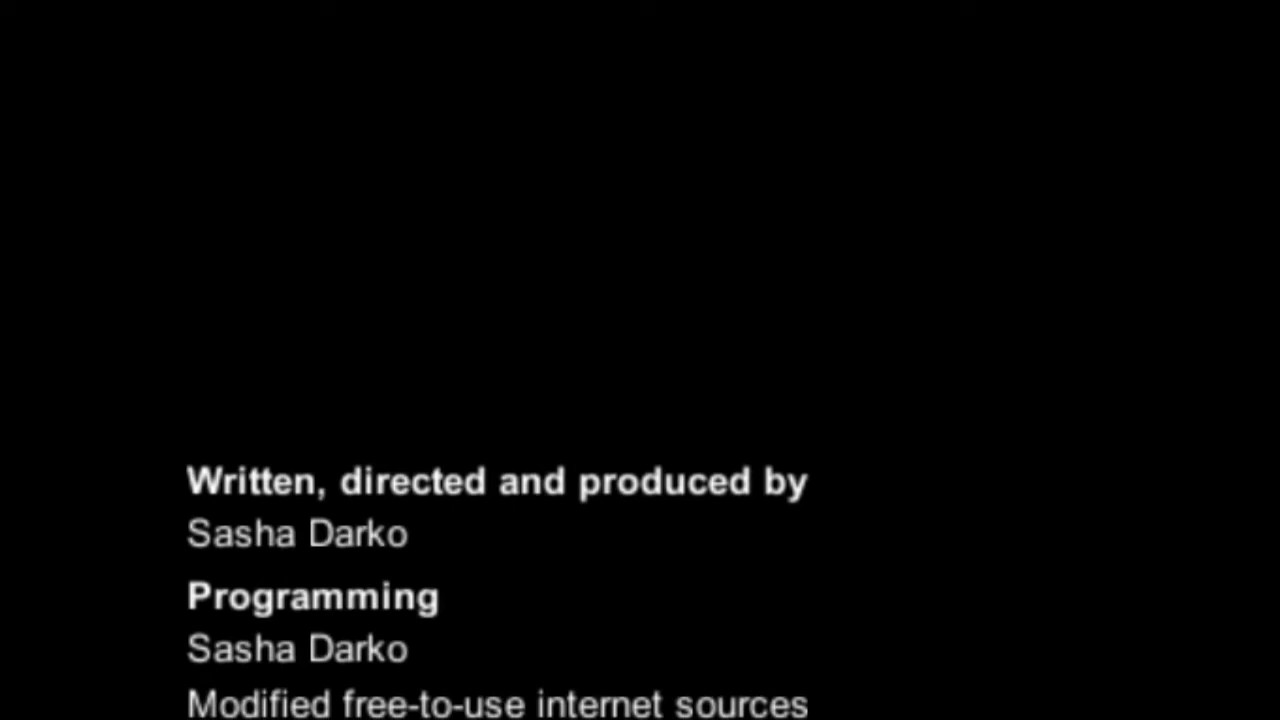 Written, directed and produced by
Sasha Darko
Programming
Sasha Darko
Modified free-to-use internet sources